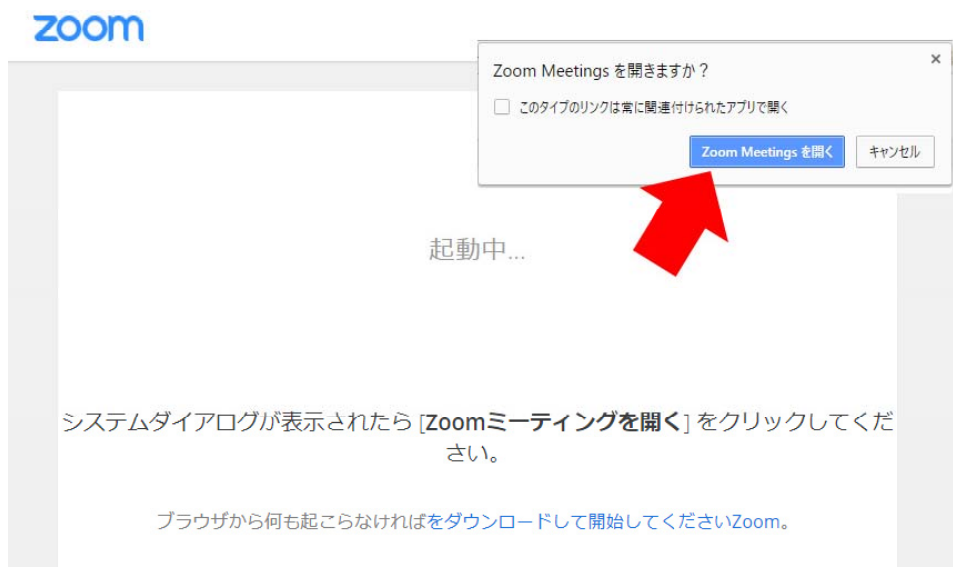 zoom
Zoom Meetings を開きますか？
×
このタイプのリンクは常に関連付けられたアプリで開く
Zoom Meetings を開く
キャンセル
起動中...
システムダイアログが表示されたら [Zoomミーティングを開く] をクリックしてくだ
さい。
ブラウザから何も起こらなければをダウンロードして開始してくださいZoom。